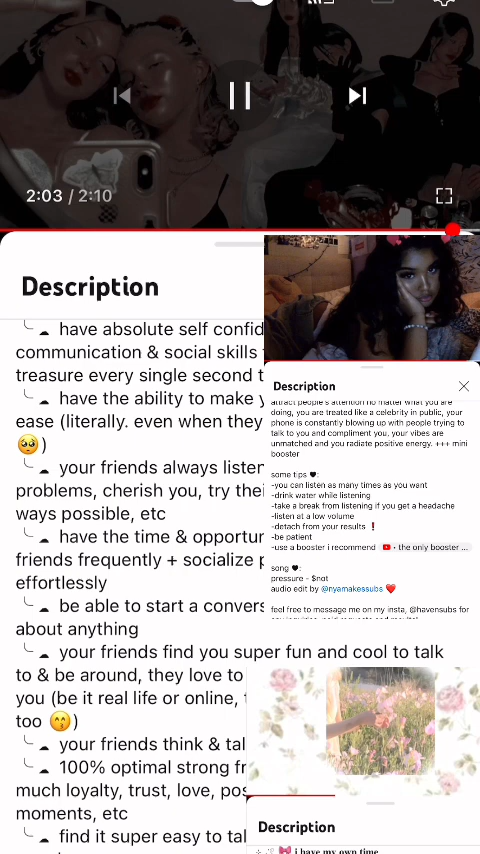 2:03 / 2:10
Description
have absolute self confid
communication & social skills
treasure every single second t
have the ability to make y
ease (literally. even when they
🥺)
your friends always listen
problems, cherish you, try thei
ways possible, etc
have the time & opportun
friends frequently + socialize
effortlessly
be able to start a convers
about anything
your friends find you super fun and cool to talk
to & be around, they love to
you (be it real life or online,
too 😙)
your friends think & tal
100% optimal strong fr
much loyalty, trust, love, pos
moments, etc
find it super easy to tal
Description
attract people's attention no matter what you are
doing, you are treated like a celebrity in public, your
phone is constantly blowing up with people trying to
talk to you and compliment you, your vibes are
unmatched and you radiate positive energy. +++ mini
booster
some tips ♥:
-you can listen as many times as you want
-drink water while listening
-take a break from listening if you get a headache
-listen at a low volume
-detach from your results ❗
-be patient
-use a booster i recommend • the only booster ...
song ♥:
pressure - $not
audio edit by @nyamakessubs ❤️
feel free to message me on my insta, @havensubs for
Description
🎀 i have my own time